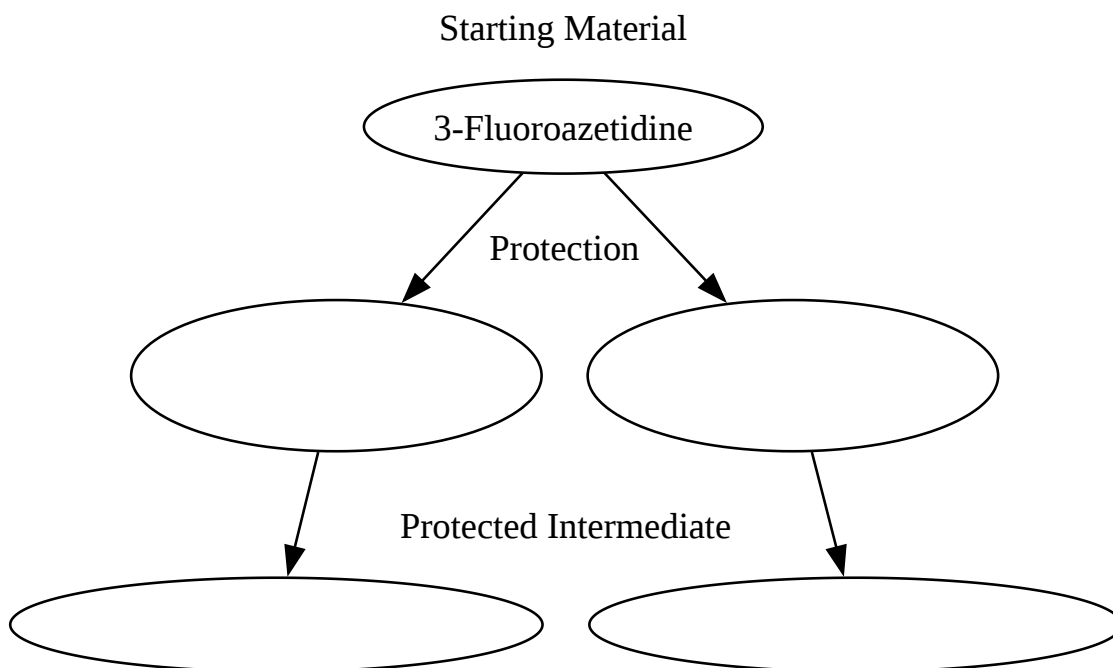 Starting Material
3-Fluoroazetidine
Protection
Protected Intermediate